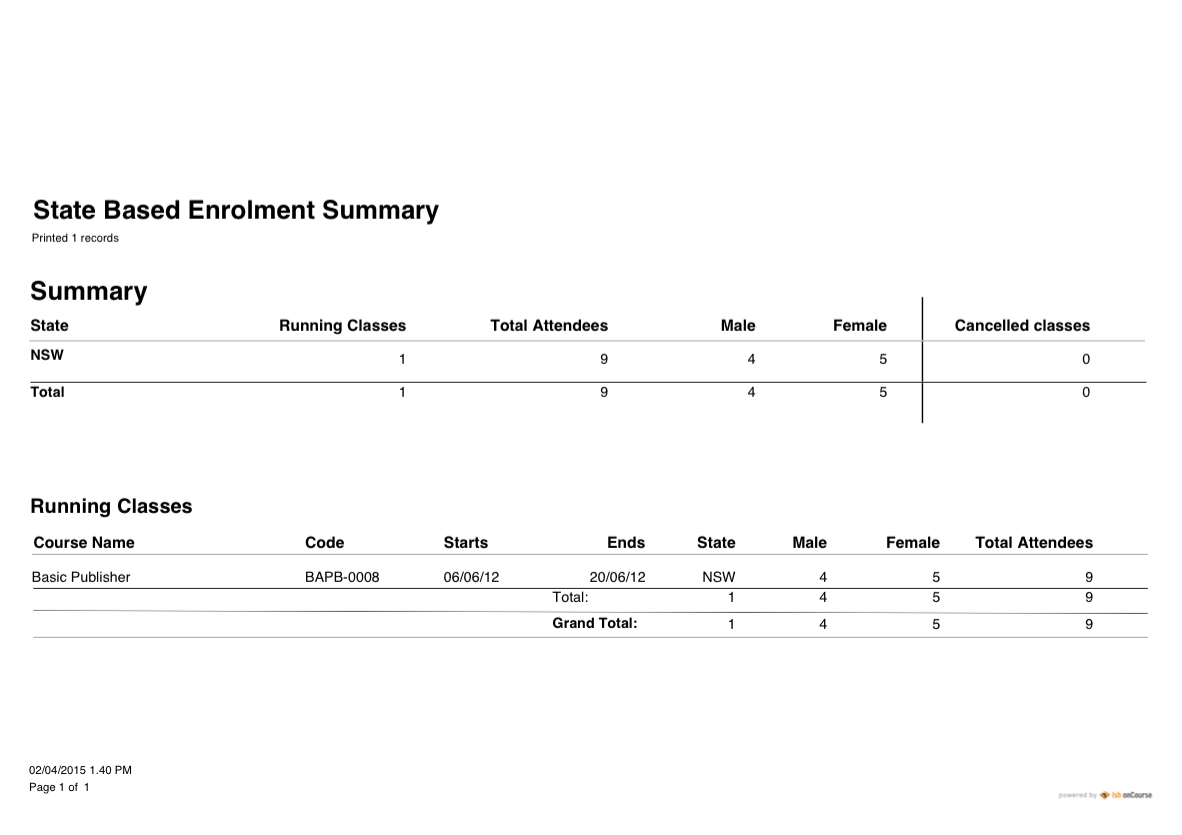 State Based Enrolment Summary
Printed 1 records
Summary
State Running Classes Total Attendees Male Female Cancelled classes
NSW 1 9 4 5 0
Total 1 9 4 5 0
Running Classes
Course Name Code Starts Ends State Male Female Total Attendees
Basic Publisher BAPB-0008 06/06/12 20/06/12 NSW 4 5 9
Total: 1 4 5 9
Grand Total: 1 4 5 9
02/04/2015 1.40 PM
Page 1 of 1
powered by ish onCourse